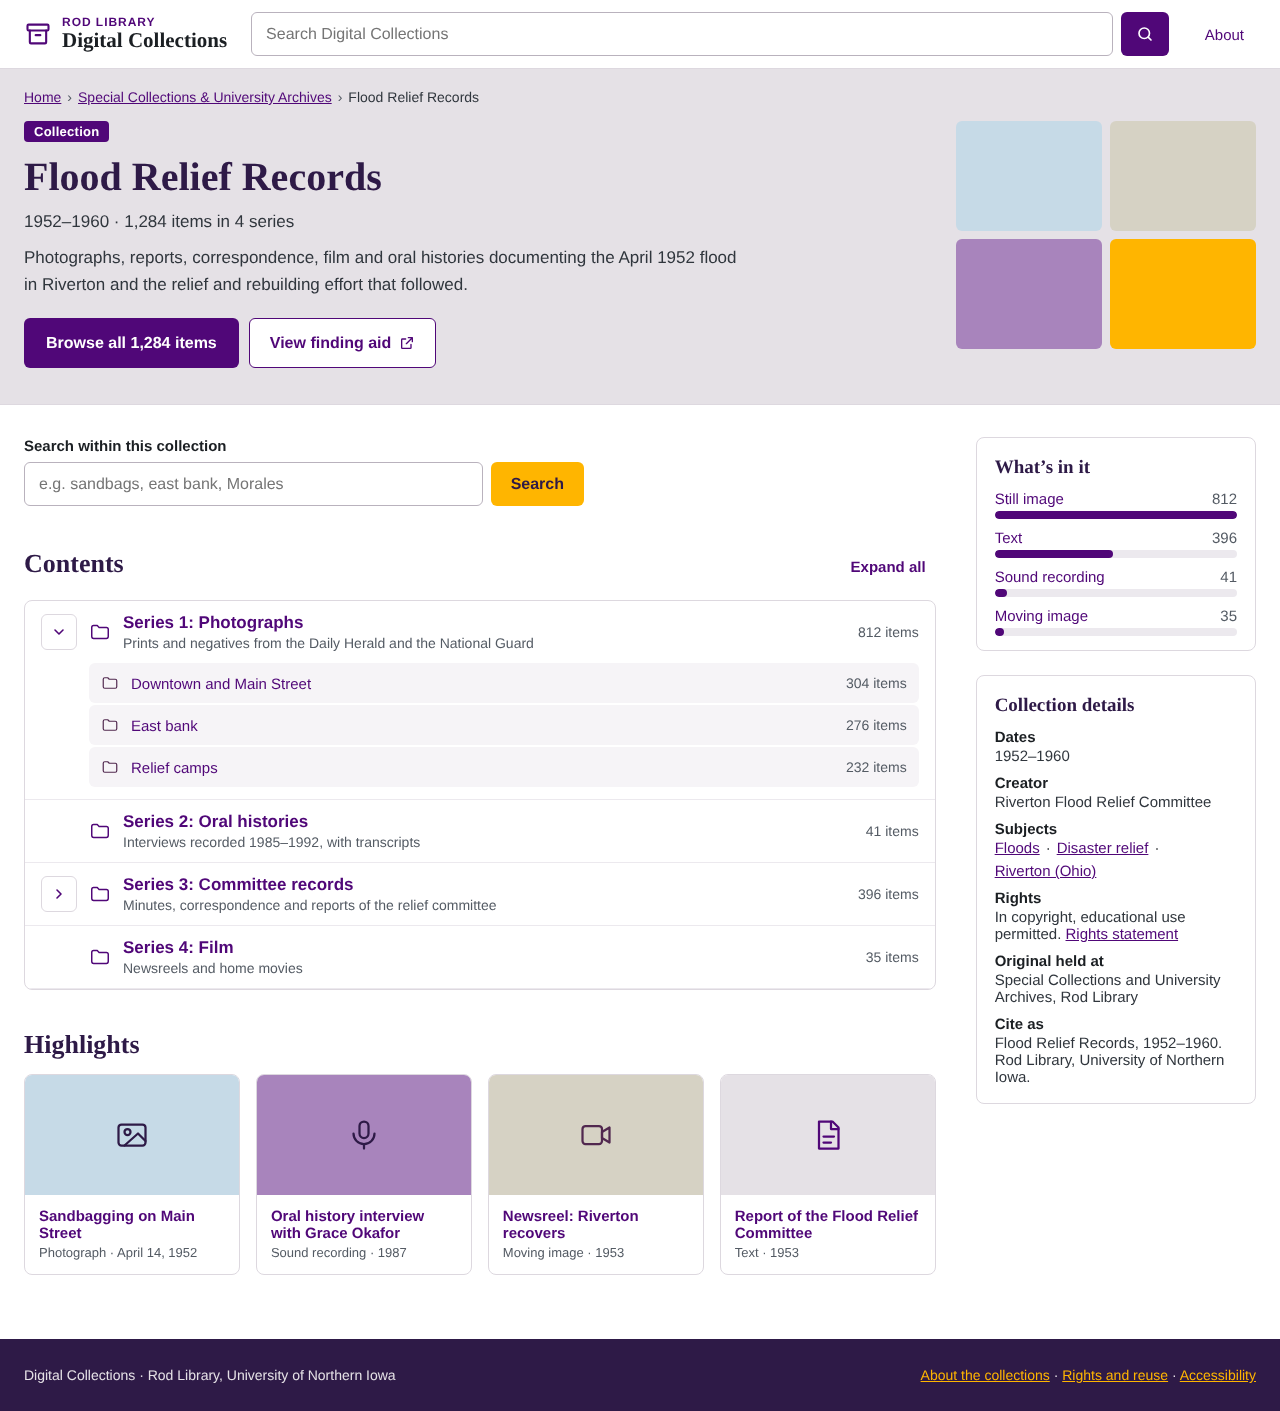 ROD LIBRARY
Digital Collections
Search Digital Collections
About
Home › Special Collections & University Archives › Flood Relief Records
Collection
Flood Relief Records
1952–1960 · 1,284 items in 4 series
Photographs, reports, correspondence, film and oral histories documenting the April 1952 flood
in Riverton and the relief and rebuilding effort that followed.
Browse all 1,284 items
View finding aid
Search within this collection
e.g. sandbags, east bank, Morales
Search
Contents
Expand all
Series 1: Photographs
Prints and negatives from the Daily Herald and the National Guard
812 items
Downtown and Main Street
304 items
East bank
276 items
Relief camps
232 items
Series 2: Oral histories
Interviews recorded 1985–1992, with transcripts
41 items
Series 3: Committee records
Minutes, correspondence and reports of the relief committee
396 items
Series 4: Film
Newsreels and home movies
35 items
Highlights
Sandbagging on Main
Street
Photograph · April 14, 1952
Oral history interview
with Grace Okafor
Sound recording · 1987
Newsreel: Riverton
recovers
Moving image · 1953
Report of the Flood Relief
Committee
Text · 1953
What’s in it
Still image 812
Text 396
Sound recording 41
Moving image 35
Collection details
Dates
1952–1960
Creator
Riverton Flood Relief Committee
Subjects
Floods · Disaster relief ·
Riverton (Ohio)
Rights
In copyright, educational use
permitted. Rights statement
Original held at
Special Collections and University
Archives, Rod Library
Cite as
Flood Relief Records, 1952–1960.
Rod Library, University of Northern
Iowa.
Digital Collections · Rod Library, University of Northern Iowa
About the collections · Rights and reuse · Accessibility